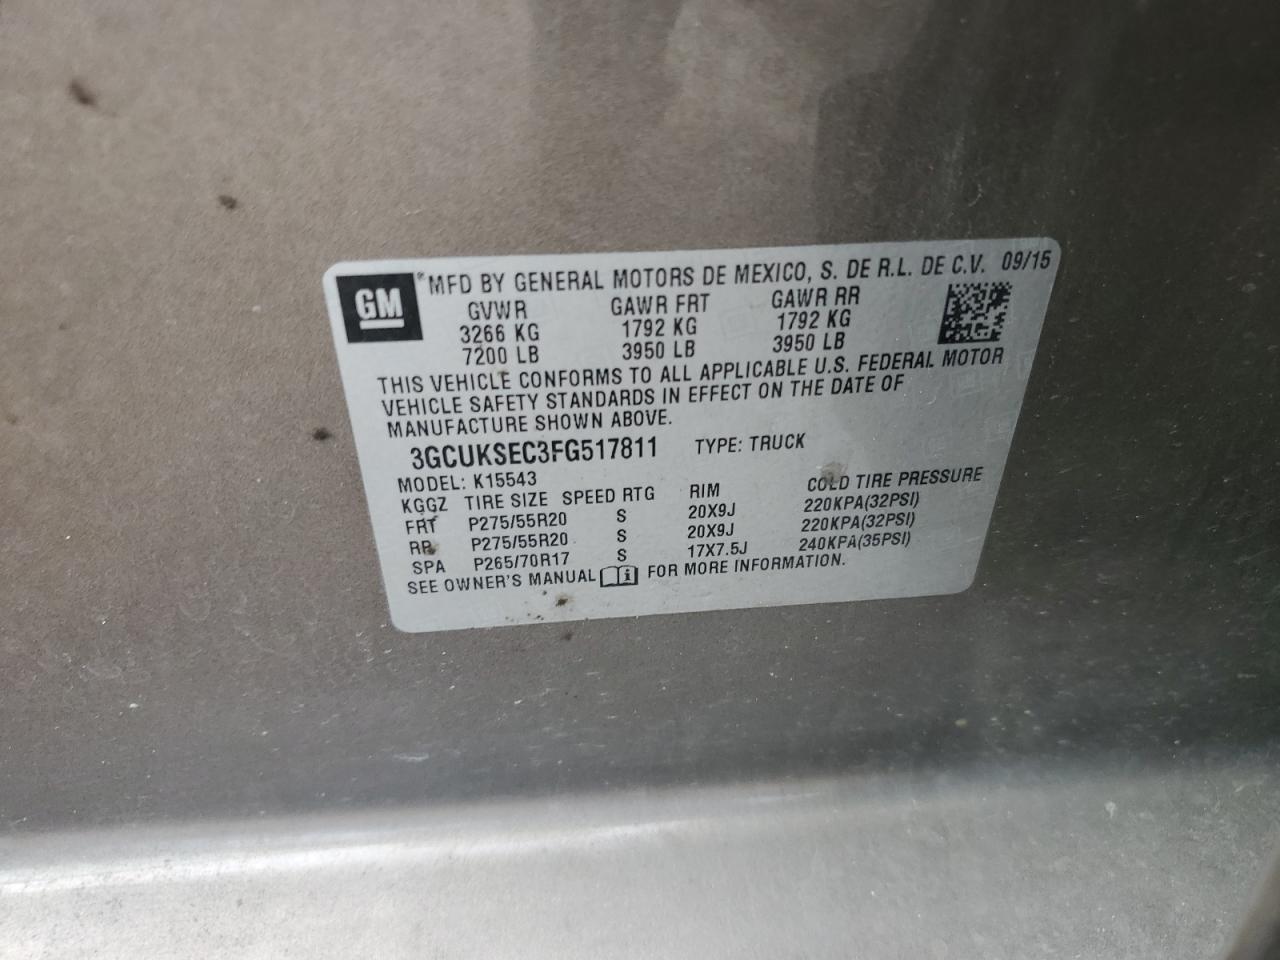 GM
*MFD BY GENERAL MOTORS DE MEXICO, S. DE R.L. DE C.V. 09/15
GVWR GAWR FRT GAWR RR
3266 KG 1792 KG 1792 KG
7200 LB 3950 LB 3950 LB
THIS VEHICLE CONFORMS TO ALL APPLICABLE U.S. FEDERAL MOTOR
VEHICLE SAFETY STANDARDS IN EFFECT ON THE DATE OF
MANUFACTURE SHOWN ABOVE.
3GCUKSEC3FG517811 TYPE: TRUCK
MODEL: K15543
KGGZ TIRE SIZE SPEED RTG RIM COLD TIRE PRESSURE
FRT P275/55R20 S 20X9J 220KPA(32PSI)
RR P275/55R20 S 20X9J 220KPA(32PSI)
SPA P265/70R17 S 17X7.5J 240KPA(35PSI)
SEE OWNER'S MANUAL FOR MORE INFORMATION.